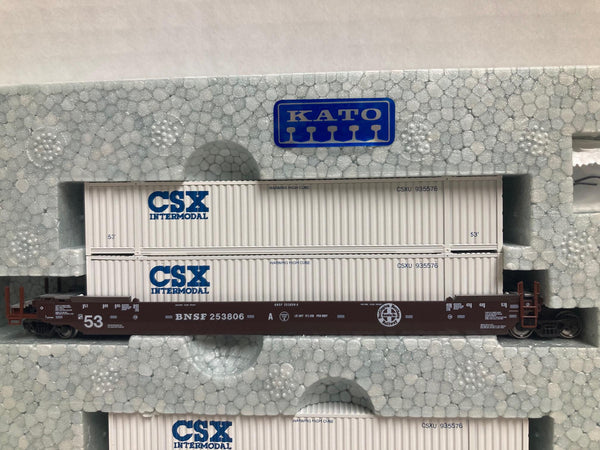 KATO
CSX
INTERMODAL
WARNING HIGH CUBE
CSXU 935576
53'
53'
CSX
INTERMODAL
WARNING HIGH CUBE
CSXU 935576
53
BNSF 253806
A
CSX
INTERMODAL
WARNING HIGH CUBE
CSXU 935576